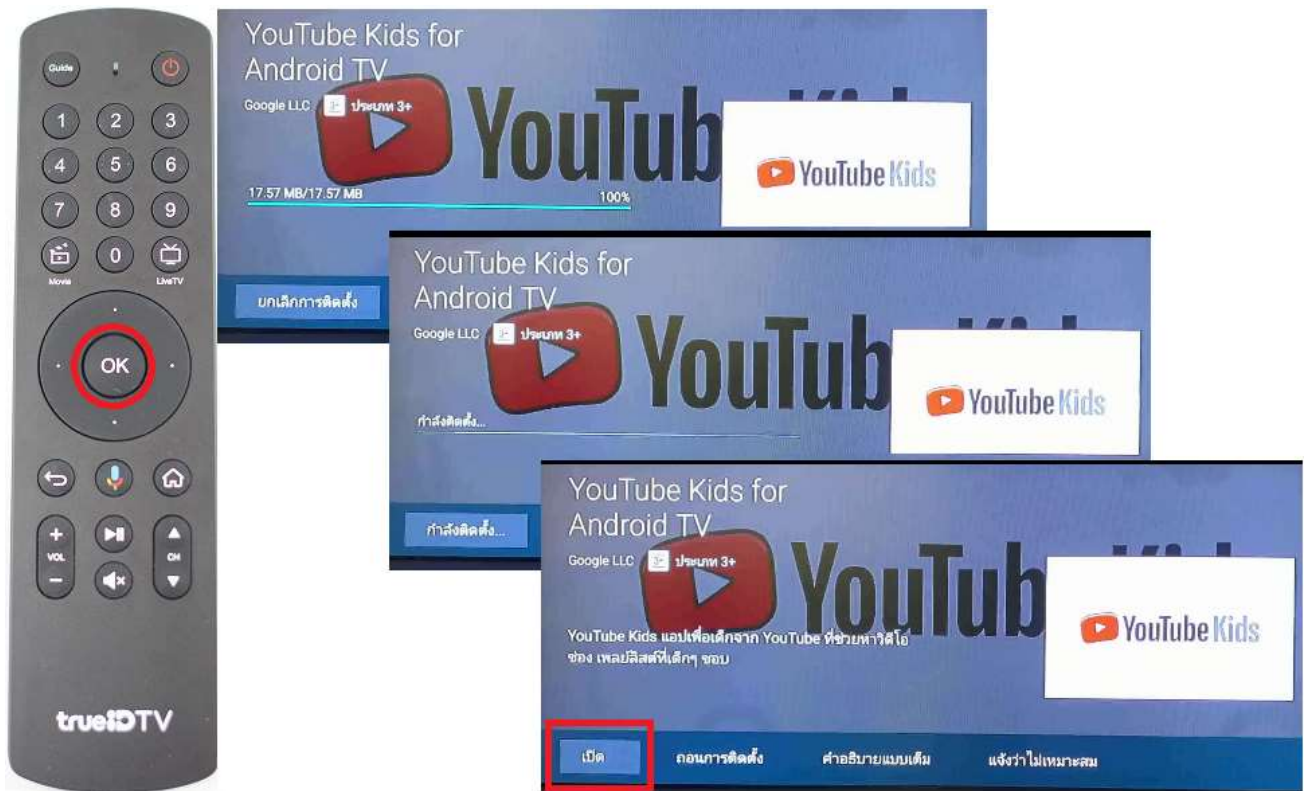 Guide
1 2 3
4 5 6
7 8 9
0
Movie LiveTV
OK
+ ▲
VOL CH
− ▼
trueIDTV
YouTube Kids for
Android TV
Google LLC 3+ ประเภท 3+
YouTube Kids
YouTube Kids
17.57 MB/17.57 MB 100%
ยกเลิกการติดตั้ง
YouTube Kids for
Android TV
Google LLC 3+ ประเภท 3+
YouTube Kids
YouTube Kids
กำลังติดตั้ง...
กำลังติดตั้ง...
YouTube Kids for
Android TV
Google LLC 3+ ประเภท 3+
YouTube Kids
YouTube Kids
YouTube Kids แอปเพื่อเด็กจาก YouTube ที่ช่วยหาวิดีโอ
ช่อง เพลย์ลิสต์ที่เด็กๆ ชอบ
เปิด ถอนการติดตั้ง คำอธิบายแบบเต็ม แจ้งว่าไม่เหมาะสม